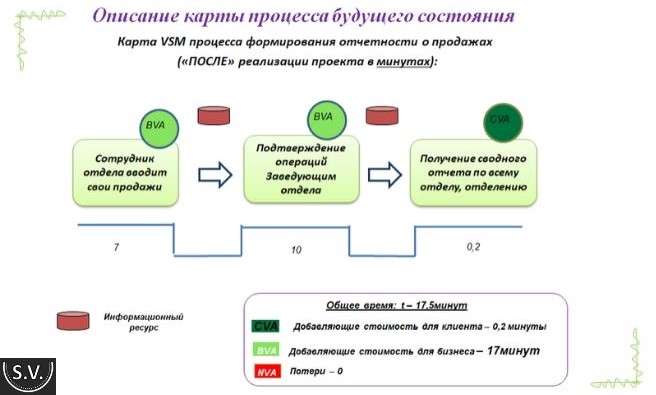 Описание карты процесса будущего состояния
Карта VSM процесса формирования отчетности о продажах
(«ПОСЛЕ» реализации проекта в минутах):
BVA
BVA
CVA
Сотрудник
отдела вводит
свои продажи
Подтверждение
операций
Заведующим
отдела
Получение сводного
отчета по всему
отделу, отделению
7
10
0,2
Информационный
ресурс
Общее время: t – 17.5минут
CVA Добавляющие стоимость для клиента – 0,2 минуты
BVA Добавляющие стоимость для бизнеса – 17минут
NVA Потери – 0
S.V.